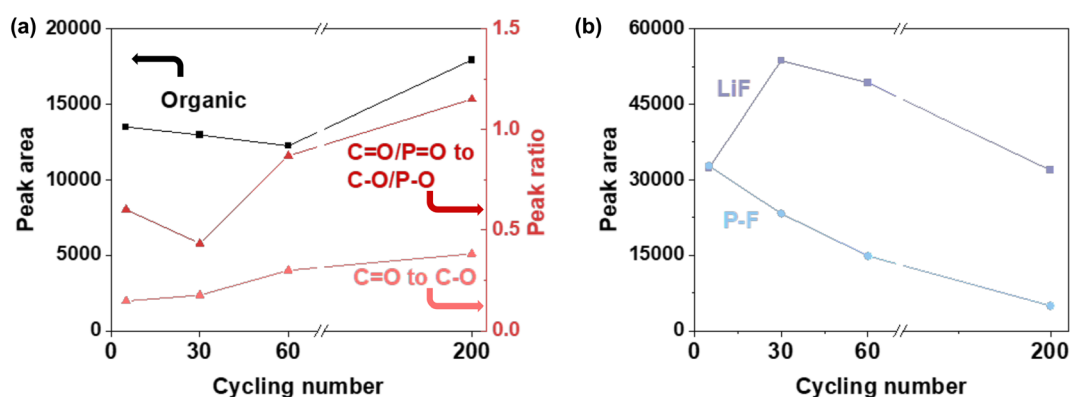 (a)
20000
15000
10000
5000
0
Peak area
Organic
C=O/P=O to
C-O/P-O
C=O to C-O
1.5
1.0
0.5
0.0
Peak ratio
0 30 60 200
Cycling number
(b)
60000
45000
30000
15000
0
Peak area
LiF
P-F
0 30 60 200
Cycling number